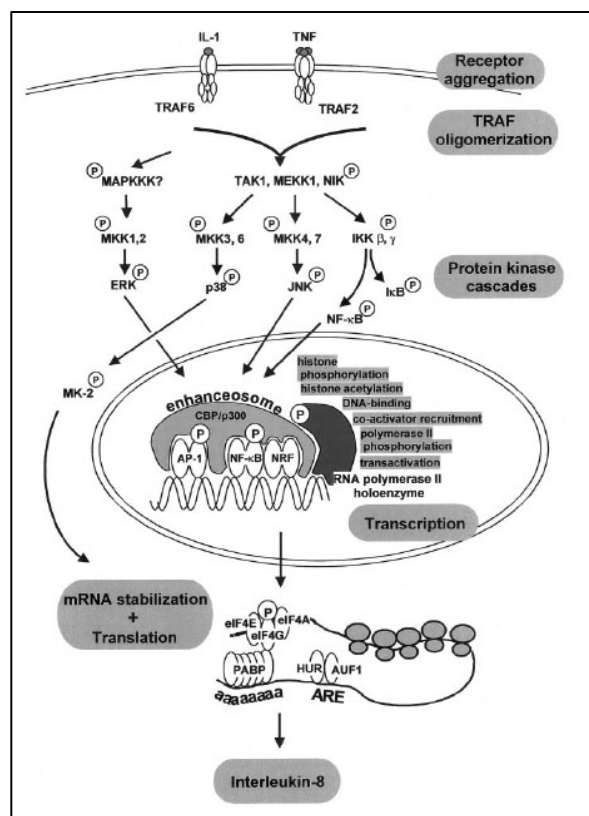 IL-1
TNF
Receptor
aggregation
TRAF6
TRAF2
TRAF
oligomerization
P
MAPKKK?
TAK1, MEKK1, NIK
P
P
MKK1,2
P
MKK3, 6
P
MKK4, 7
IKK β, γ
P
Protein kinase
cascades
ERK
P
p38
P
JNK
P
IκB
P
NF-κB
P
MK-2
P
histone
phosphorylation
histone acetylation
DNA-binding
co-activator recruitment
polymerase II
phosphorylation
transactivation
RNA polymerase II
holoenzyme
enhanceosome
CBP/p300
P
P
P
AP-1
NF-κB
NRF
Transcription
mRNA stabilization
+
Translation
eIF4E
P
eIF4A
eIF4G
PABP
HUR
AUF1
aaaaaaaa
ARE
Interleukin-8